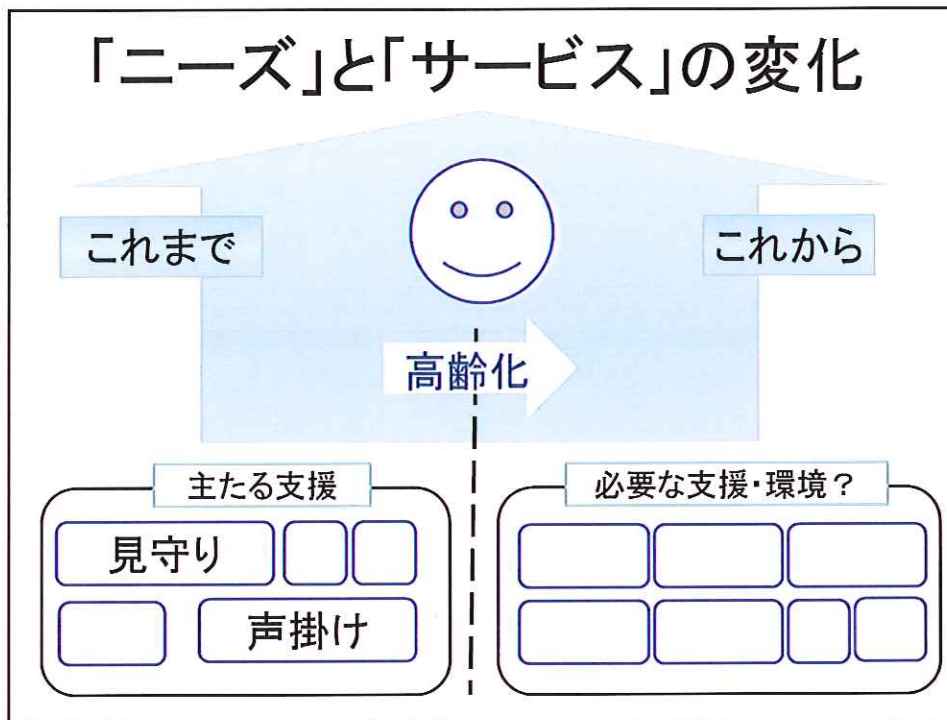 「ニーズ」と「サービス」の変化
これまで
これから
高齢化
主たる支援
必要な支援・環境？
見守り
声掛け